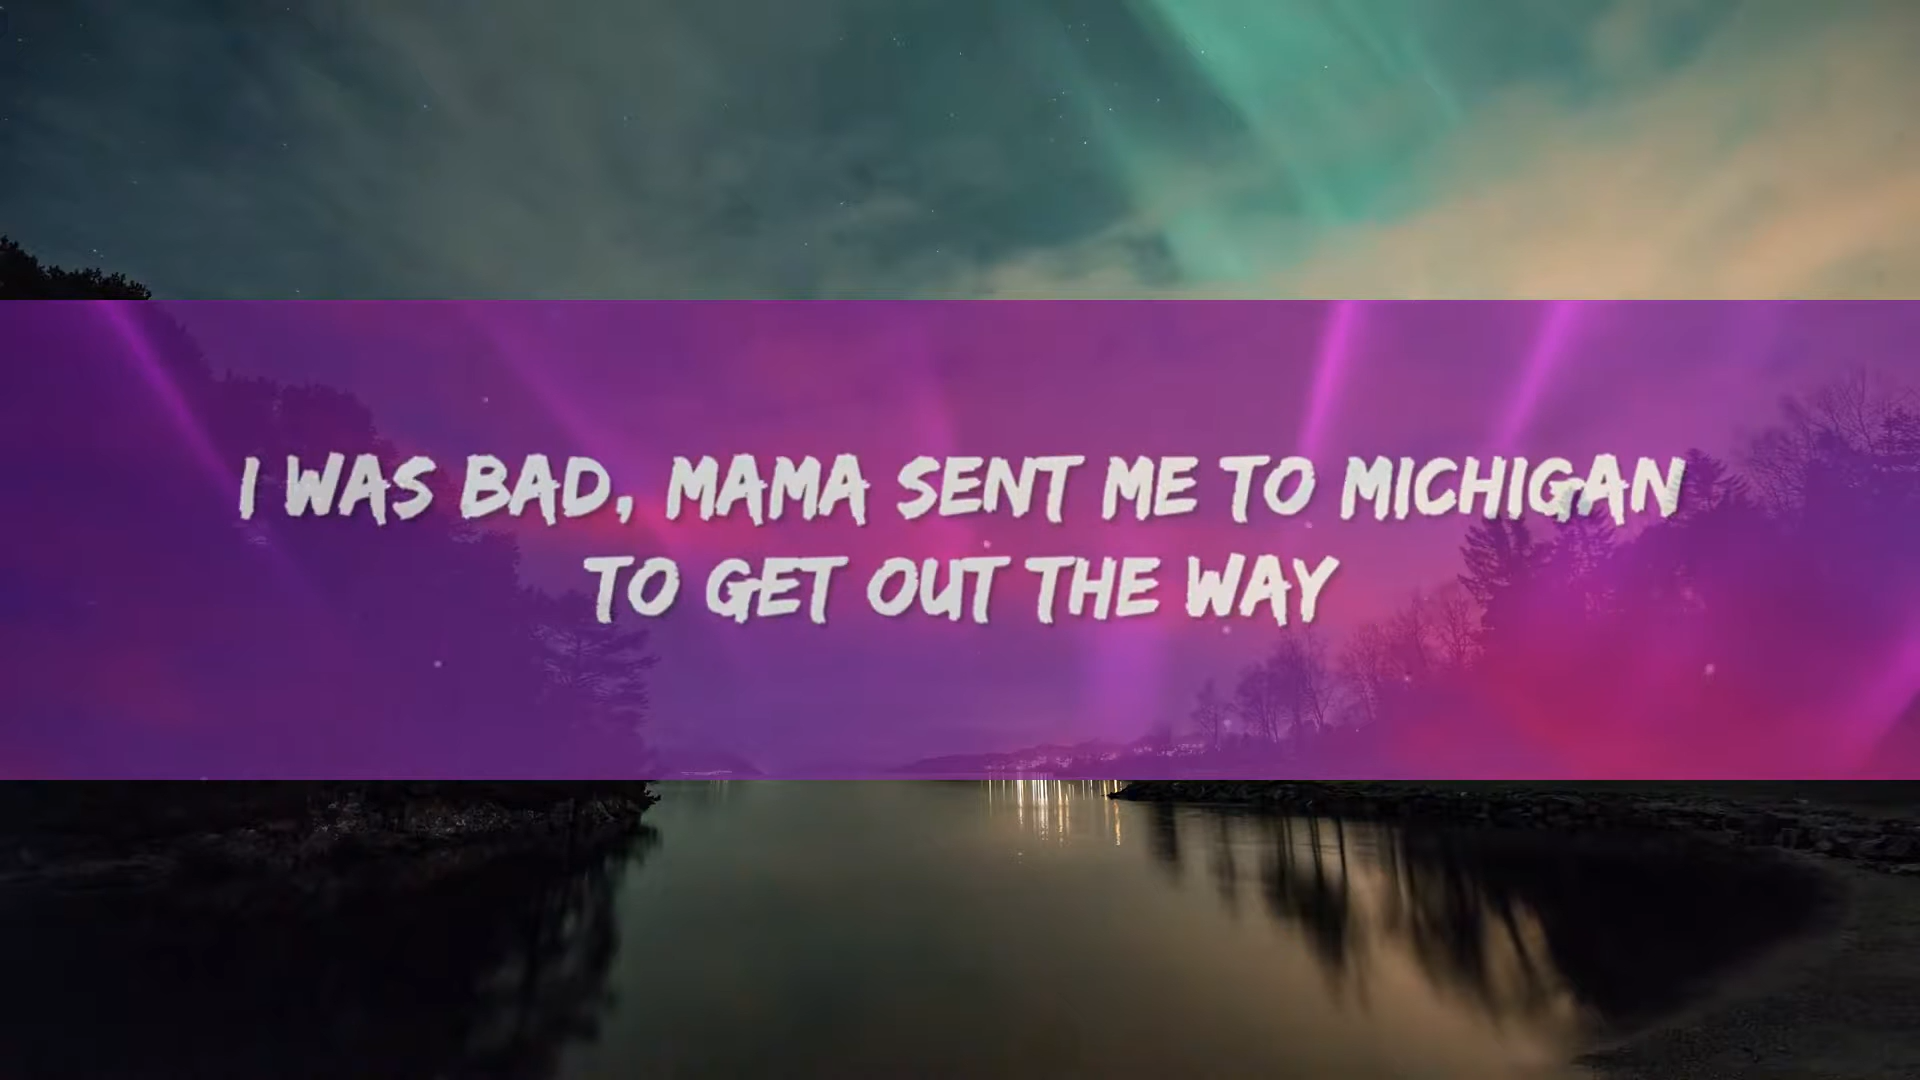 I WAS BAD, MAMA SENT ME TO MICHIGAN
TO GET OUT THE WAY